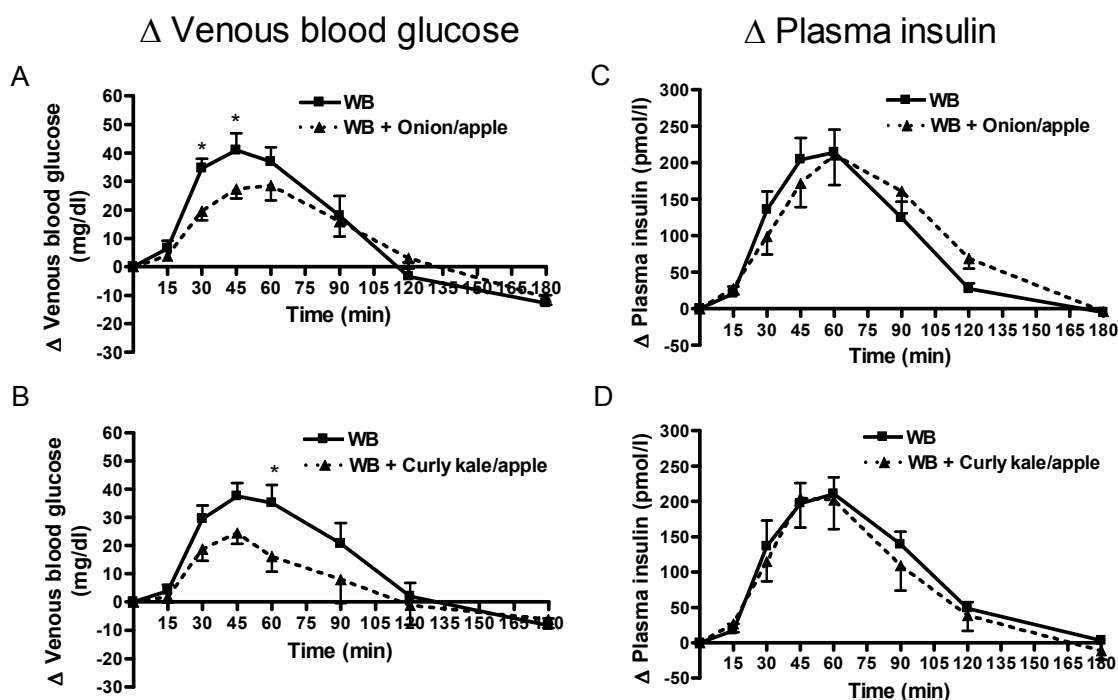 Δ Venous blood glucose
Δ Plasma insulin
A
Δ Venous blood glucose
(mg/dl)
60
50
40
30
20
10
0
-10
-20
-30
* *
WB
WB + Onion/apple
15 30 45 60 75 90 105 120 135 150 165 180
Time (min)
C
Δ Plasma insulin (pmol/l)
300
250
200
150
100
50
0
-50
WB
WB + Onion/apple
15 30 45 60 75 90 105 120 135 150 165 180
Time (min)
B
Δ Venous blood glucose
(mg/dl)
60
50
40
30
20
10
0
-10
-20
-30
*
WB
WB + Curly kale/apple
15 30 45 60 75 90 105 120 135 150 165 180
Time (min)
D
Δ Plasma insulin (pmol/l)
300
250
200
150
100
50
0
-50
WB
WB + Curly kale/apple
15 30 45 60 75 90 105 120 135 150 165 180
Time (min)